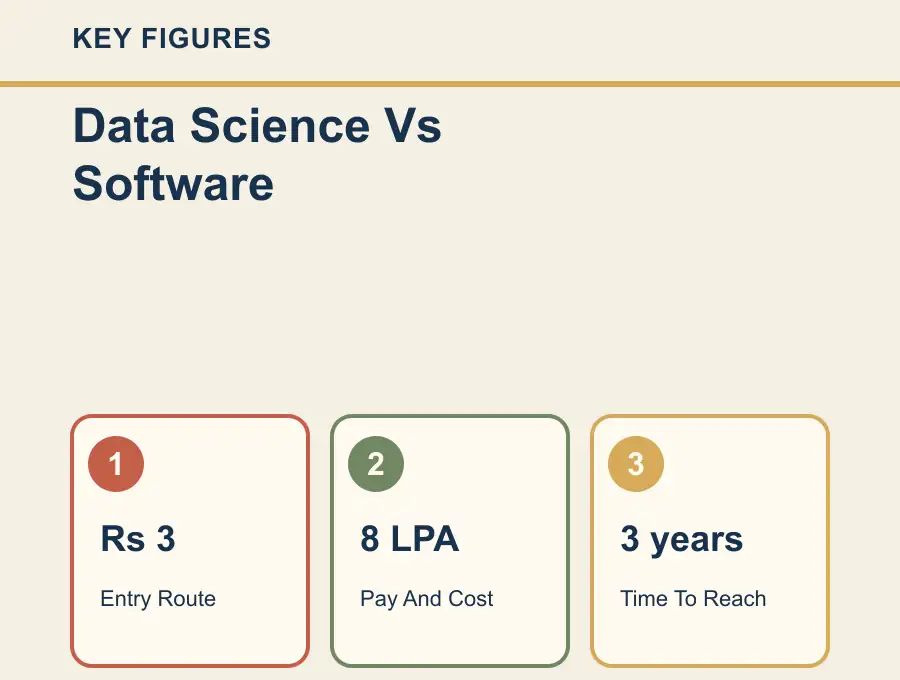 KEY FIGURES
Data Science Vs
Software
1
Rs 3
Entry Route
2
8 LPA
Pay And Cost
3
3 years
Time To Reach